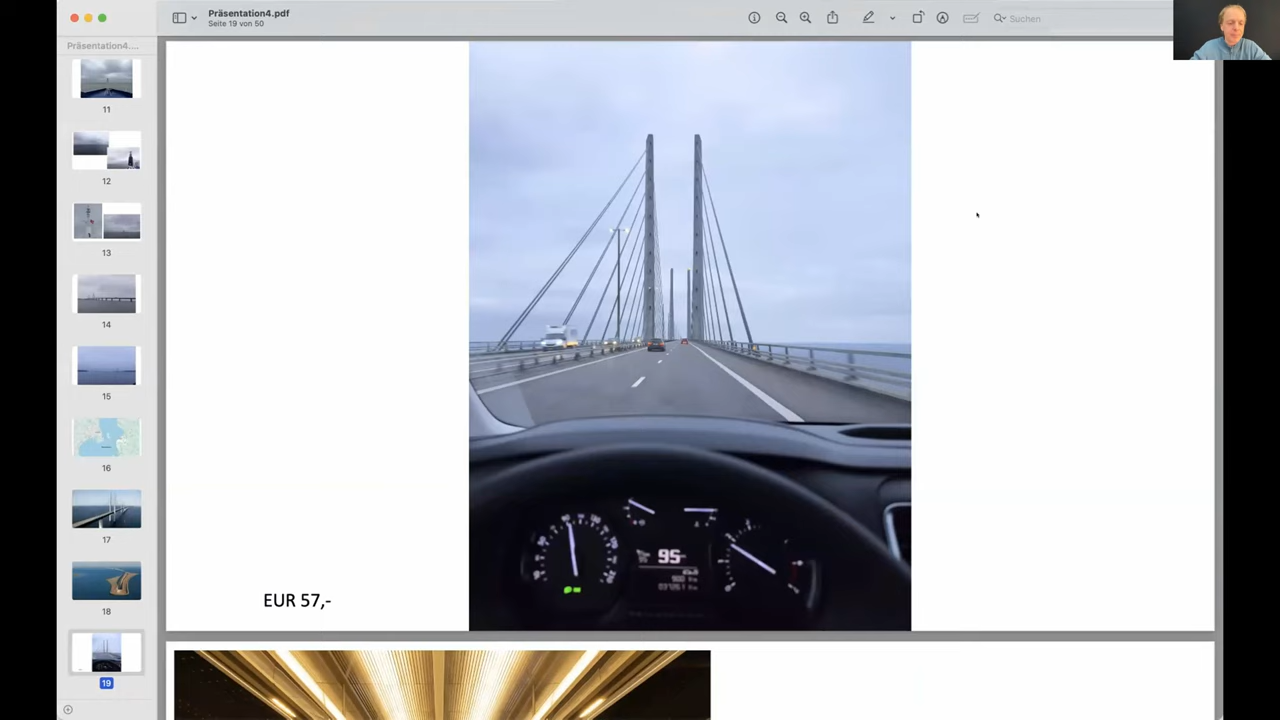 Präsentation4.pdf
Seite 19 von 50
Suchen
Präsentation4....
11
12
13
14
15
16
17
18
19
95
EUR 57,-